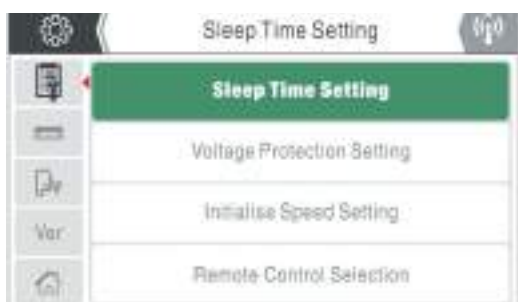 Sleep Time Setting
Sleep Time Setting
Voltage Protection Setting
Initialise Speed Setting
Ver
Remote Control Selection